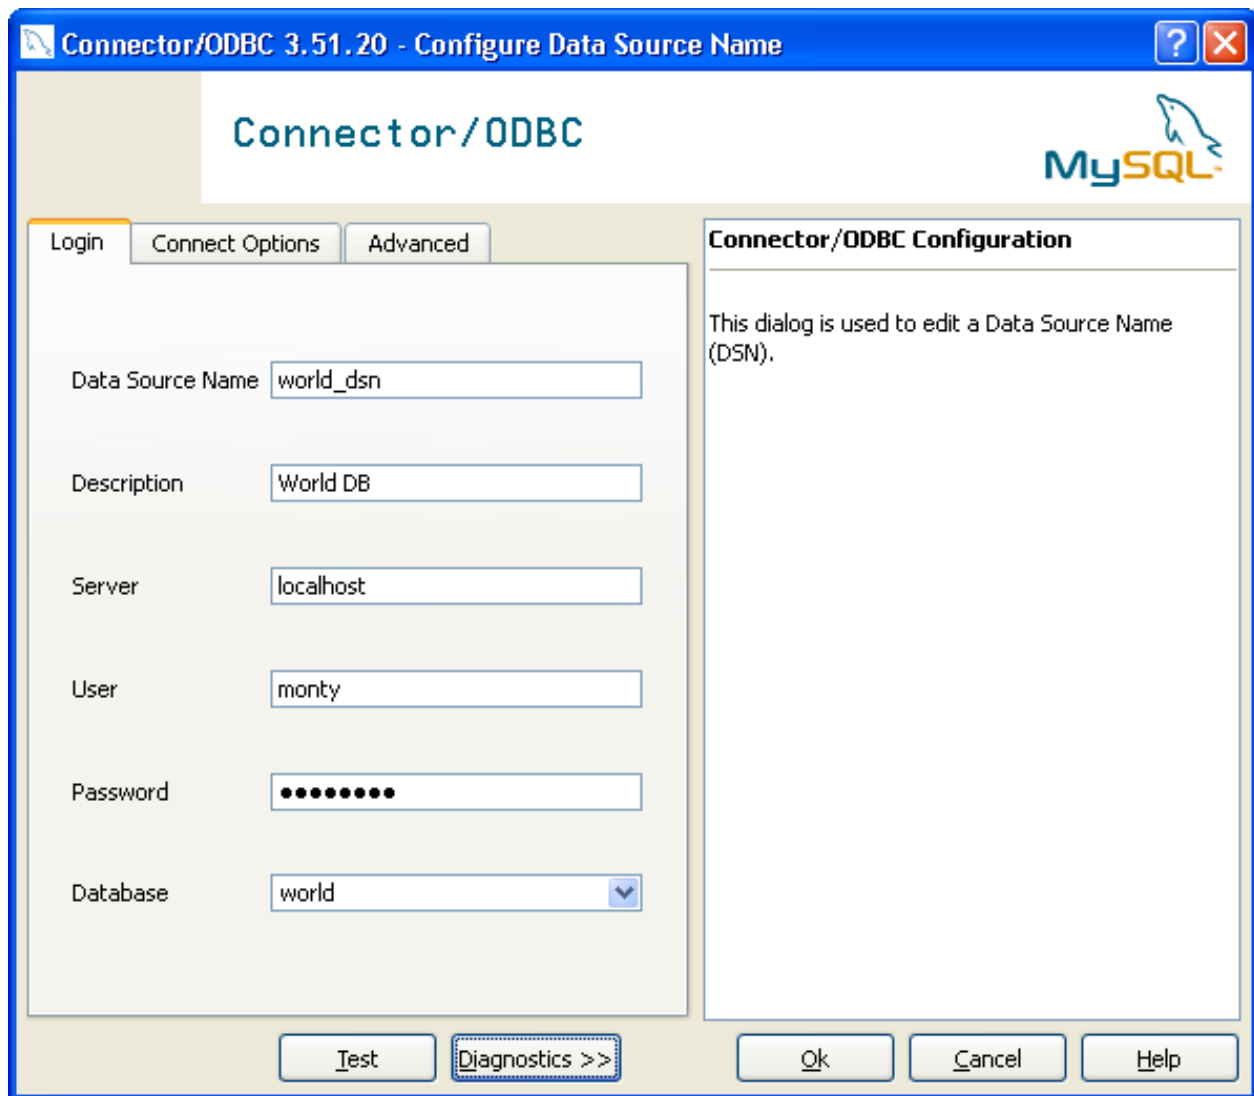 Connector/ODBC 3.51.20 - Configure Data Source Name
?
Connector/ODBC
MySQL
Login
Connect Options
Advanced
Data Source Name
world_dsn
Description
World DB
Server
localhost
User
monty
Password
●●●●●●●●
Database
world
Connector/ODBC Configuration
This dialog is used to edit a Data Source Name
(DSN).
Test
Diagnostics >>
Ok
Cancel
Help